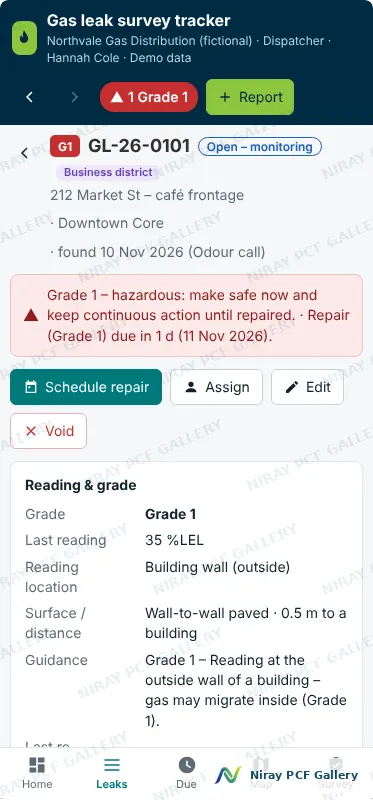 Gas leak survey tracker
Northvale Gas Distribution (fictional) · Dispatcher ·
Hannah Cole · Demo data
1 Grade 1
Report
G1
GL-26-0101
Open – monitoring
Business district
212 Market St – café frontage
· Downtown Core
· found 10 Nov 2026 (Odour call)
Grade 1 – hazardous: make safe now and
keep continuous action until repaired. · Repair
(Grade 1) due in 1 d (11 Nov 2026).
Schedule repair
Assign
Edit
Void
Reading & grade
Grade
Grade 1
Last reading
35 %LEL
Reading
location
Building wall (outside)
Surface /
distance
Wall-to-wall paved · 0.5 m to a
building
Guidance
Grade 1 – Reading at the
outside wall of a building –
gas may migrate inside (Grade
1).
Home
Leaks
Due
Map
Survey
Niray PCF Gallery
NIRAY PCF GALLERY